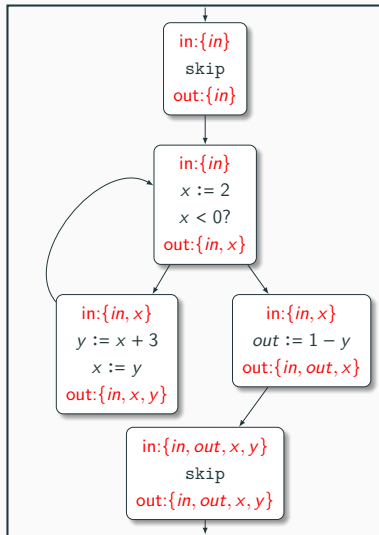 in:{in}
skip
out:{in}
in:{in}
x := 2
x < 0?
out:{in, x}
in:{in, x}
y := x + 3
x := y
out:{in, x, y}
in:{in, x}
out := 1 − y
out:{in, out, x}
in:{in, out, x, y}
skip
out:{in, out, x, y}